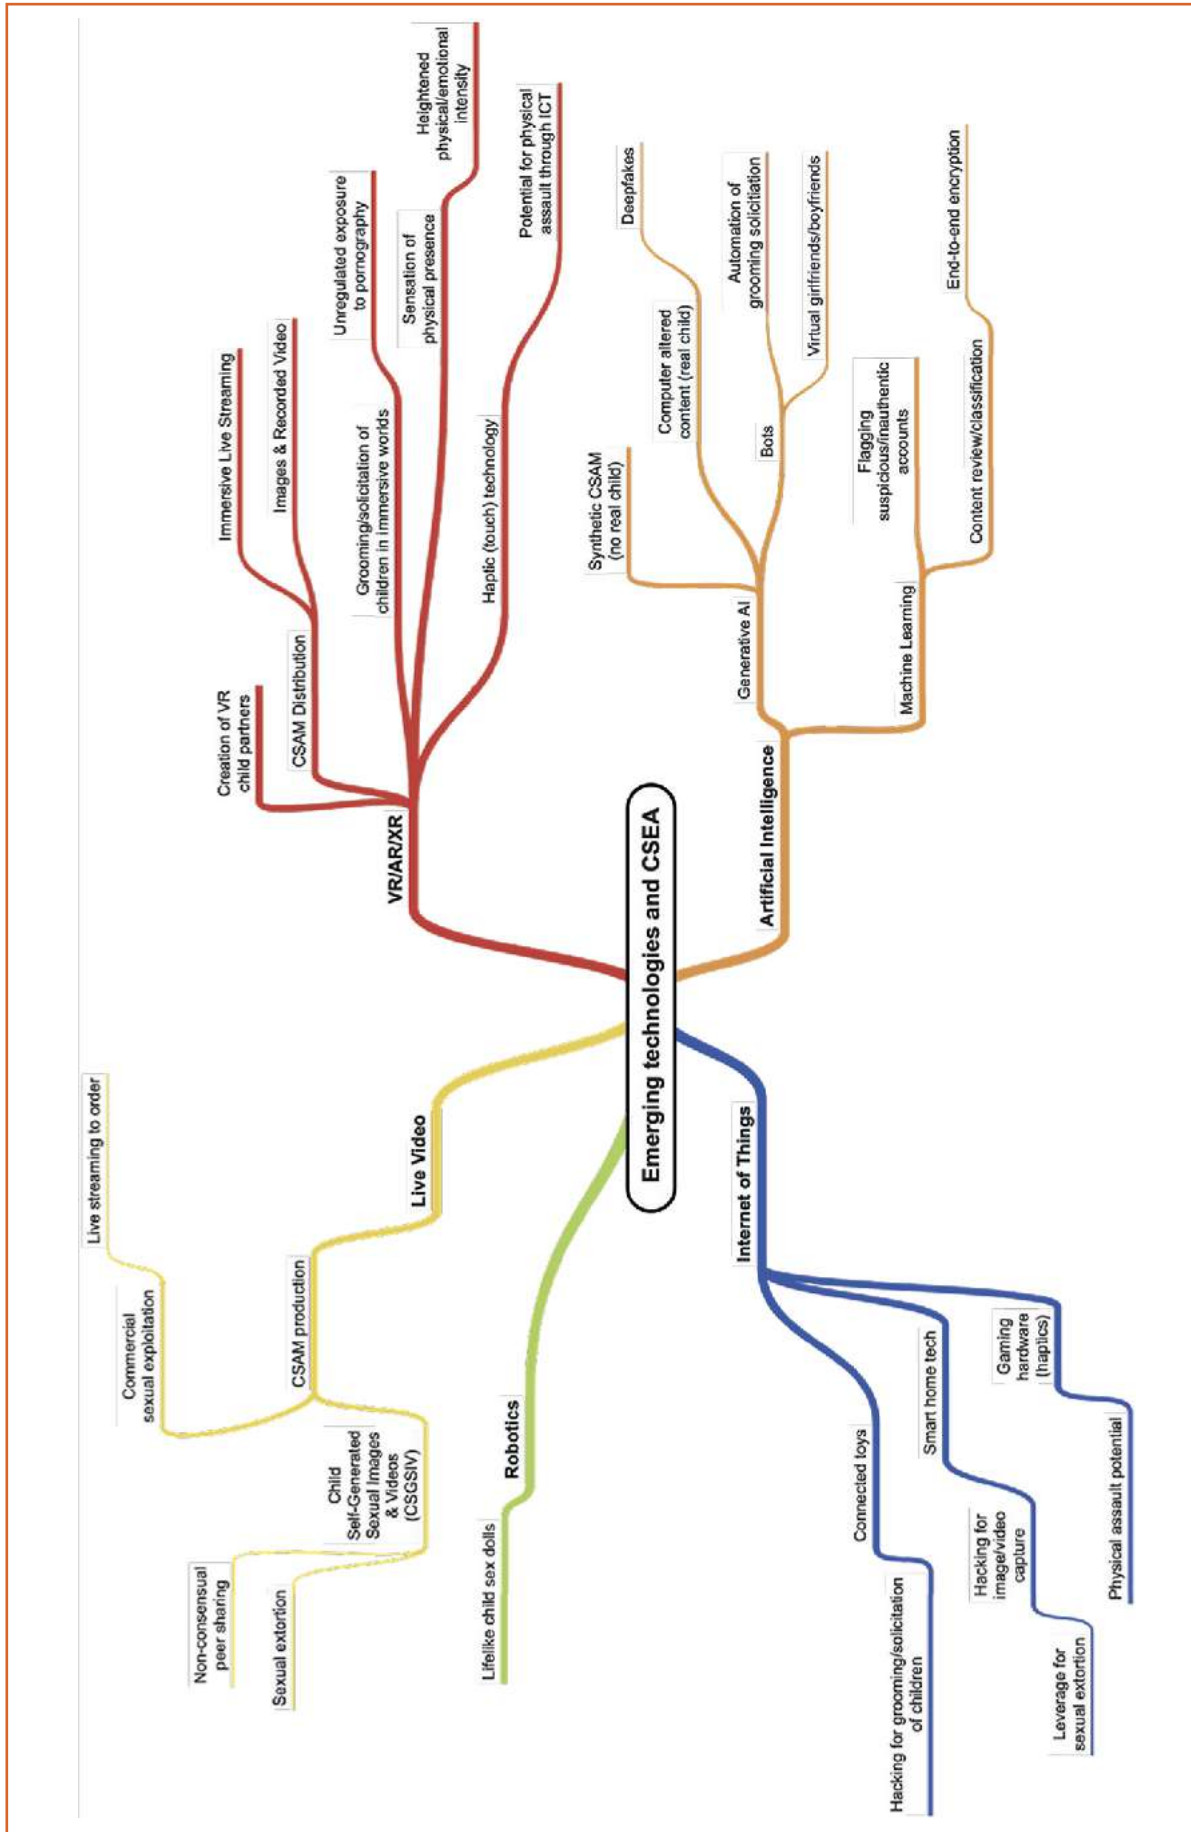 Emerging technologies and CSEA
Live Video
CSAM production
Commercial
sexual exploitation
Live streaming to order
Child
Self-Generated
Sexual Images
& Videos
(CSGSIV)
Non-consensual
peer sharing
Sexual extortion
Robotics
Lifelike child sex dolls
VR/AR/XR
Creation of VR
child partners
CSAM Distribution
Immersive Live Streaming
Images & Recorded Video
Grooming/solicitation of
children in immersive worlds
Unregulated exposure
to pornography
Sensation of
physical presence
Heightened
physical/emotional
intensity
Haptic (touch) technology
Potential for physical
assault through ICT
Internet of Things
Connected toys
Hacking for grooming/solicitation
of children
Smart home tech
Hacking for
image/video
capture
Leverage for
sexual extortion
Gaming
hardware
(haptics)
Physical assault potential
Artificial Intelligence
Generative AI
Synthetic CSAM
(no real child)
Computer altered
content (real child)
Deepfakes
Bots
Automation of
grooming solicitiation
Virtual girlfriends/boyfriends
Machine Learning
Flagging
suspicious/inauthentic
accounts
Content review/classification
End-to-end encryption